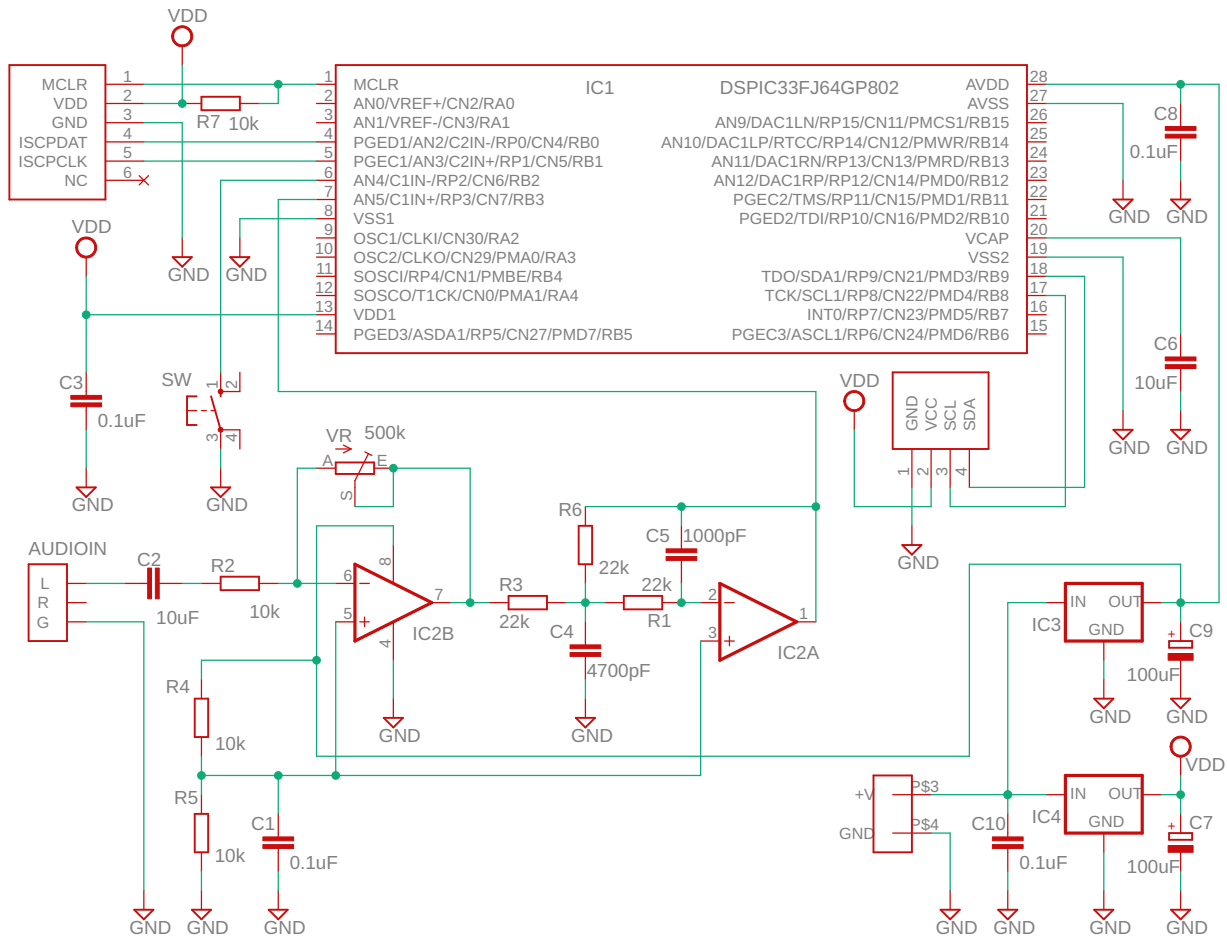 VDD
MCLR 1
VDD 2
GND 3
ISCPDAT 4
ISCPCLK 5
NC 6
R7 10k
GND
GND
IC1 DSPIC33FJ64GP802
1 MCLR
2 AN0/VREF+/CN2/RA0
3 AN1/VREF-/CN3/RA1
4 PGED1/AN2/C2IN-/RP0/CN4/RB0
5 PGEC1/AN3/C2IN+/RP1/CN5/RB1
6 AN4/C1IN-/RP2/CN6/RB2
7 AN5/C1IN+/RP3/CN7/RB3
8 VSS1
9 OSC1/CLKI/CN30/RA2
10 OSC2/CLKO/CN29/PMA0/RA3
11 SOSCI/RP4/CN1/PMBE/RB4
12 SOSCO/T1CK/CN0/PMA1/RA4
13 VDD1
14 PGED3/ASDA1/RP5/CN27/PMD7/RB5
AVDD 28
AVSS 27
AN9/DAC1LN/RP15/CN11/PMCS1/RB15 26
AN10/DAC1LP/RTCC/RP14/CN12/PMWR/RB14 25
AN11/DAC1RN/RP13/CN13/PMRD/RB13 24
AN12/DAC1RP/RP12/CN14/PMD0/RB12 23
PGEC2/TMS/RP11/CN15/PMD1/RB11 22
PGED2/TDI/RP10/CN16/PMD2/RB10 21
VCAP 20
VSS2 19
TDO/SDA1/RP9/CN21/PMD3/RB9 18
TCK/SCL1/RP8/CN22/PMD4/RB8 17
INT0/RP7/CN23/PMD5/RB7 16
PGEC3/ASCL1/RP6/CN24/PMD6/RB6 15
C8
0.1uF
GND
GND
C6
10uF
GND
GND
VDD
C3
0.1uF
GND
SW
1 2
3 4
GND
VR 500k
A E
S
VDD
GND
VCC
SCL
SDA
1 2 3 4
GND
AUDIOIN
L
R
G
C2
10uF
R2
10k
8
6 −
5 +
7
4
IC2B
GND
R3
22k
R6
22k
C4
4700pF
GND
C5 1000pF
22k
R1
2 −
3 +
1
IC2A
R4
10k
R5
10k
C1
0.1uF
GND
GND
GND
IN OUT
GND
IC3
GND
+
C9
100uF
GND
VDD
+V P$3
GND P$4
GND
C10
0.1uF
GND
IN OUT
GND
IC4
GND
+
C7
100uF
GND